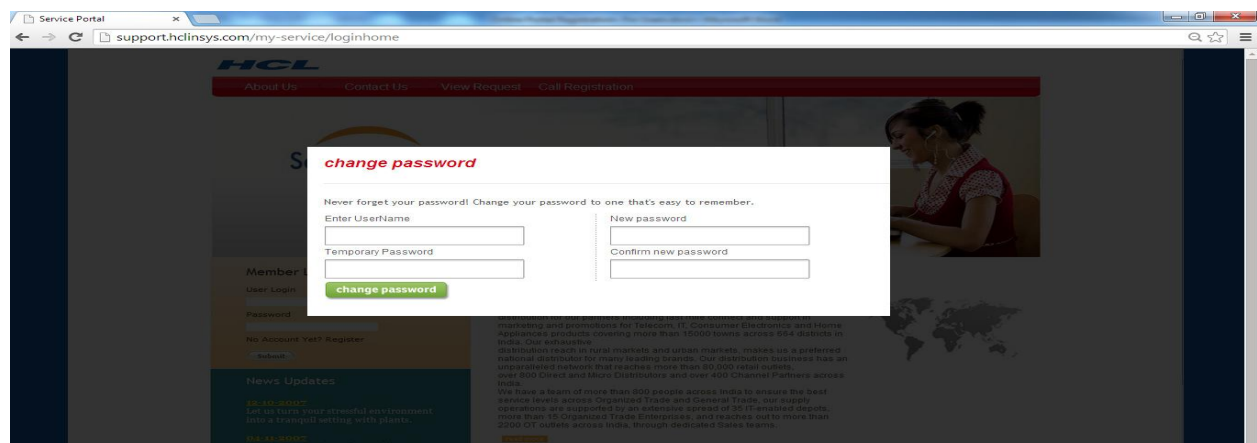 Service Portal
support.hclinsys.com/my-service/loginhome
HCL
About Us Contact Us View Request Call Registration
change password
Never forget your password! Change your password to one that's easy to remember.
Enter UserName
New password
Temporary Password
Confirm new password
change password
Member
User Login
Password
No Account Yet? Register
Submit
News Updates
12-10-2007
Let us turn your stressful environment
into a tranquil setting with plants.
03-11-2007
marketing and promotions for Telecom, IT, Consumer Electronics and Home
Appliances products covering more than 15000 towns across 694 districts in
India. Our exhaustive
distribution reach in rural markets and urban markets, makes us a preferred
national distributor for many leading brands. Our distribution business has an
unparalleled network that reaches more than 80,000 retail outlets,
over 800 Direct and Micro Distributors and over 400 Channel Partners across
India.
We have a team of more than 800 people across India to ensure the best
service levels across Organized Trade and General Trade, our supply
operations are supported by an extensive spread of 35 IT-enabled depots,
more than 15 Organized Trade Enterprises, and reaches out to more than
2200 OT outlets across India, through dedicated Sales teams.